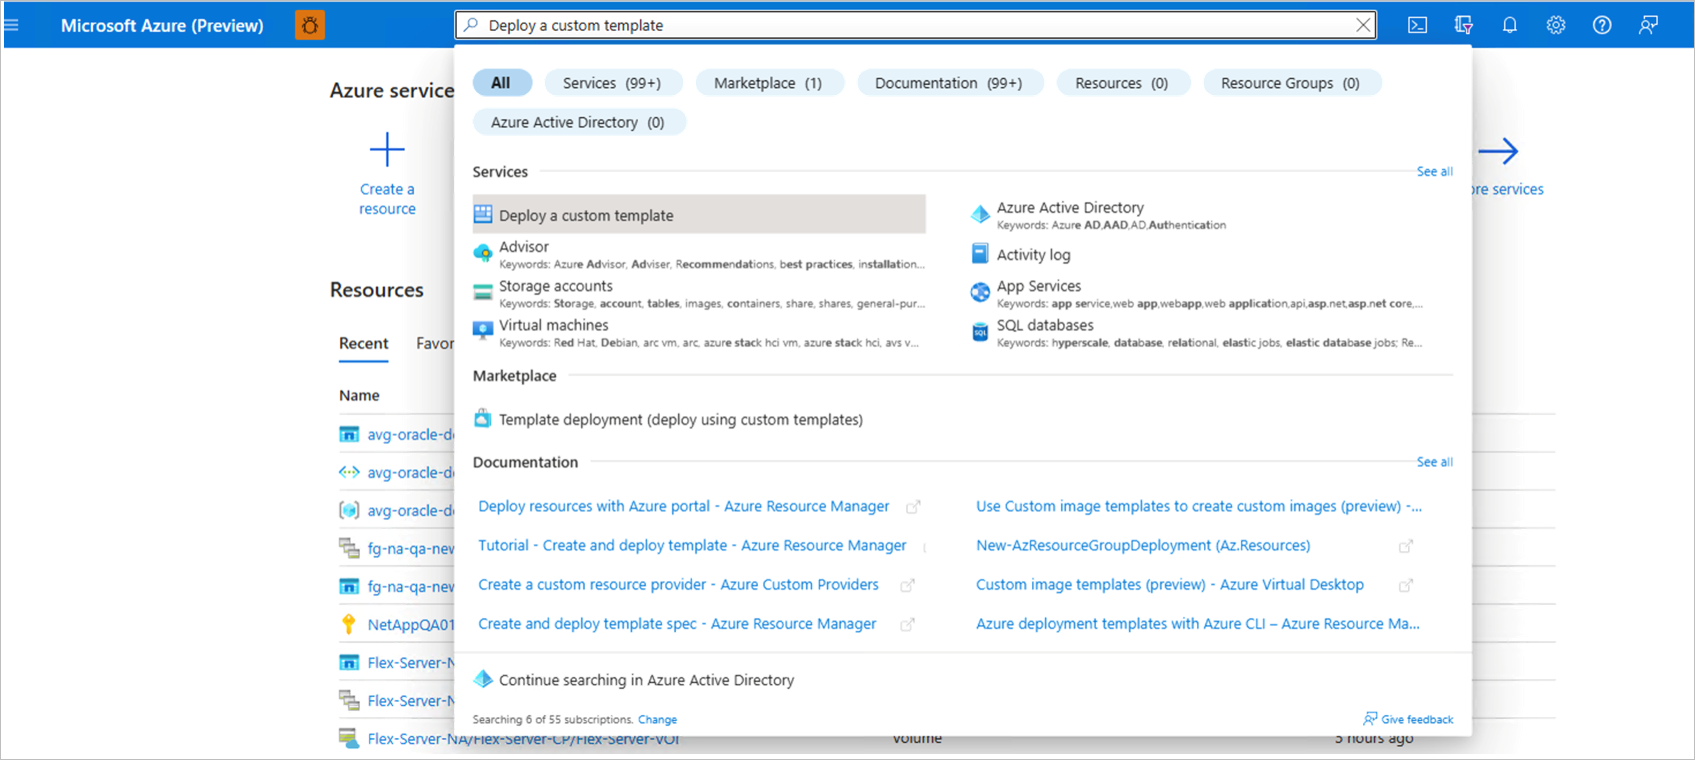 Microsoft Azure (Preview)
Deploy a custom template
All
Services (99+)
Marketplace (1)
Documentation (99+)
Resources (0)
Resource Groups (0)
Azure Active Directory (0)
Azure service
Create a
resource
re services
Services
See all
Deploy a custom template
Azure Active Directory
Keywords: Azure AD,AAD,AD,Authentication
Advisor
Keywords: Azure Advisor, Adviser, Recommendations, best practices, installation...
Activity log
Storage accounts
Keywords: Storage, account, tables, images, containers, share, shares, general-pur...
App Services
Keywords: app service,web app,webapp,web application,api,asp.net,asp.net core,...
Virtual machines
Keywords: Red Hat, Debian, arc vm, arc, azure stack hci vm, azure stack hci, avs v...
SQL databases
Keywords: hyperscale, database, relational, elastic jobs, elastic database jobs; Re...
Marketplace
Template deployment (deploy using custom templates)
Documentation
See all
Deploy resources with Azure portal - Azure Resource Manager
Use Custom image templates to create custom images (preview) -...
Tutorial - Create and deploy template - Azure Resource Manager
New-AzResourceGroupDeployment (Az.Resources)
Create a custom resource provider - Azure Custom Providers
Custom image templates (preview) - Azure Virtual Desktop
Create and deploy template spec - Azure Resource Manager
Azure deployment templates with Azure CLI – Azure Resource Ma...
Continue searching in Azure Active Directory
Searching 6 of 55 subscriptions. Change
Give feedback
Resources
Recent
Favor
Name
avg-oracle-de
avg-oracle-de
avg-oracle-de
fg-na-qa-new
fg-na-qa-new
NetAppQA01
Flex-Server-N
Flex-Server-N
Flex-Server-NA/Flex-Server-CP/Flex-Server-VOl
volume
5 hours ago